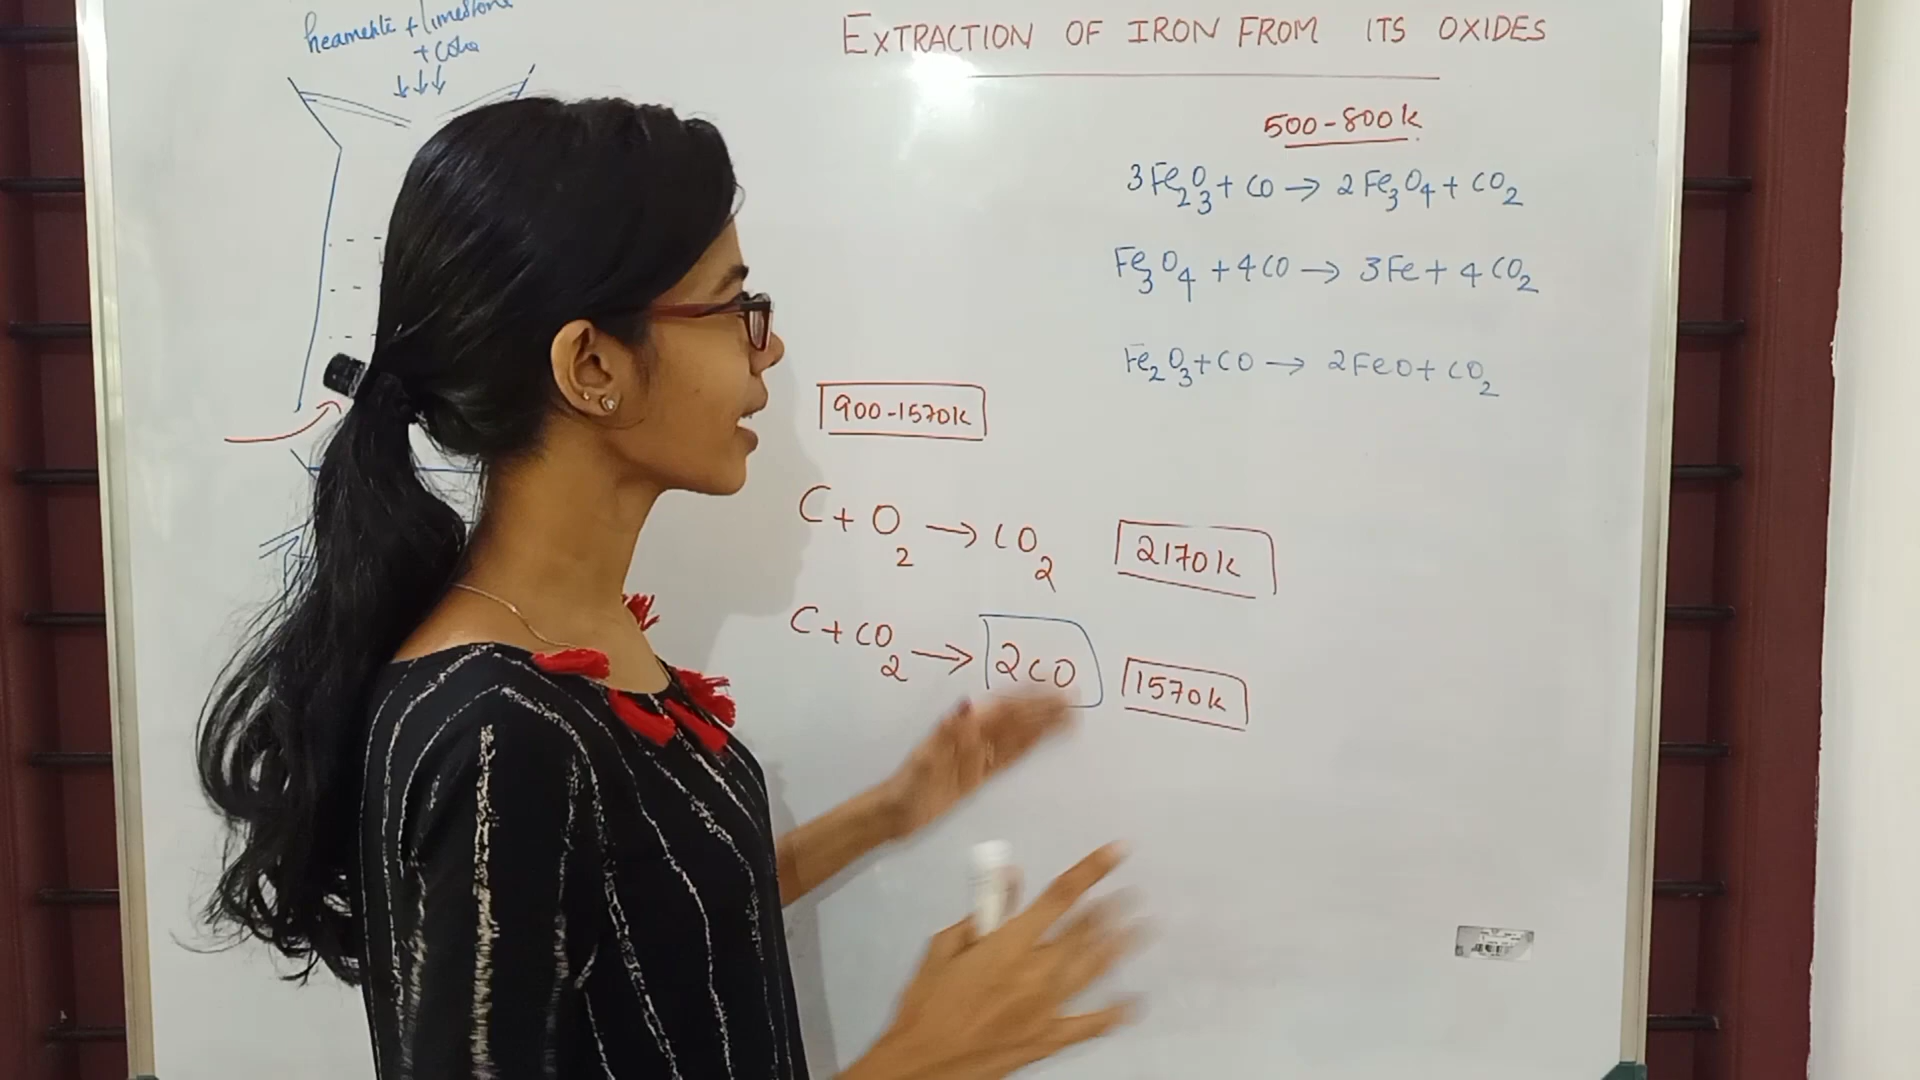 heamehtic + limestone
+ coke
EXTRACTION OF IRON FROM ITS OXIDES
500-800k
3Fe₂O₃ + CO → 2Fe₃O₄ + CO₂
Fe₃O₄ + 4CO → 3Fe + 4CO₂
Fe₂O₃ + CO → 2FeO + CO₂
900-1570k
C + O₂ → CO₂ 2170k
C + CO₂ → 2CO 1570k